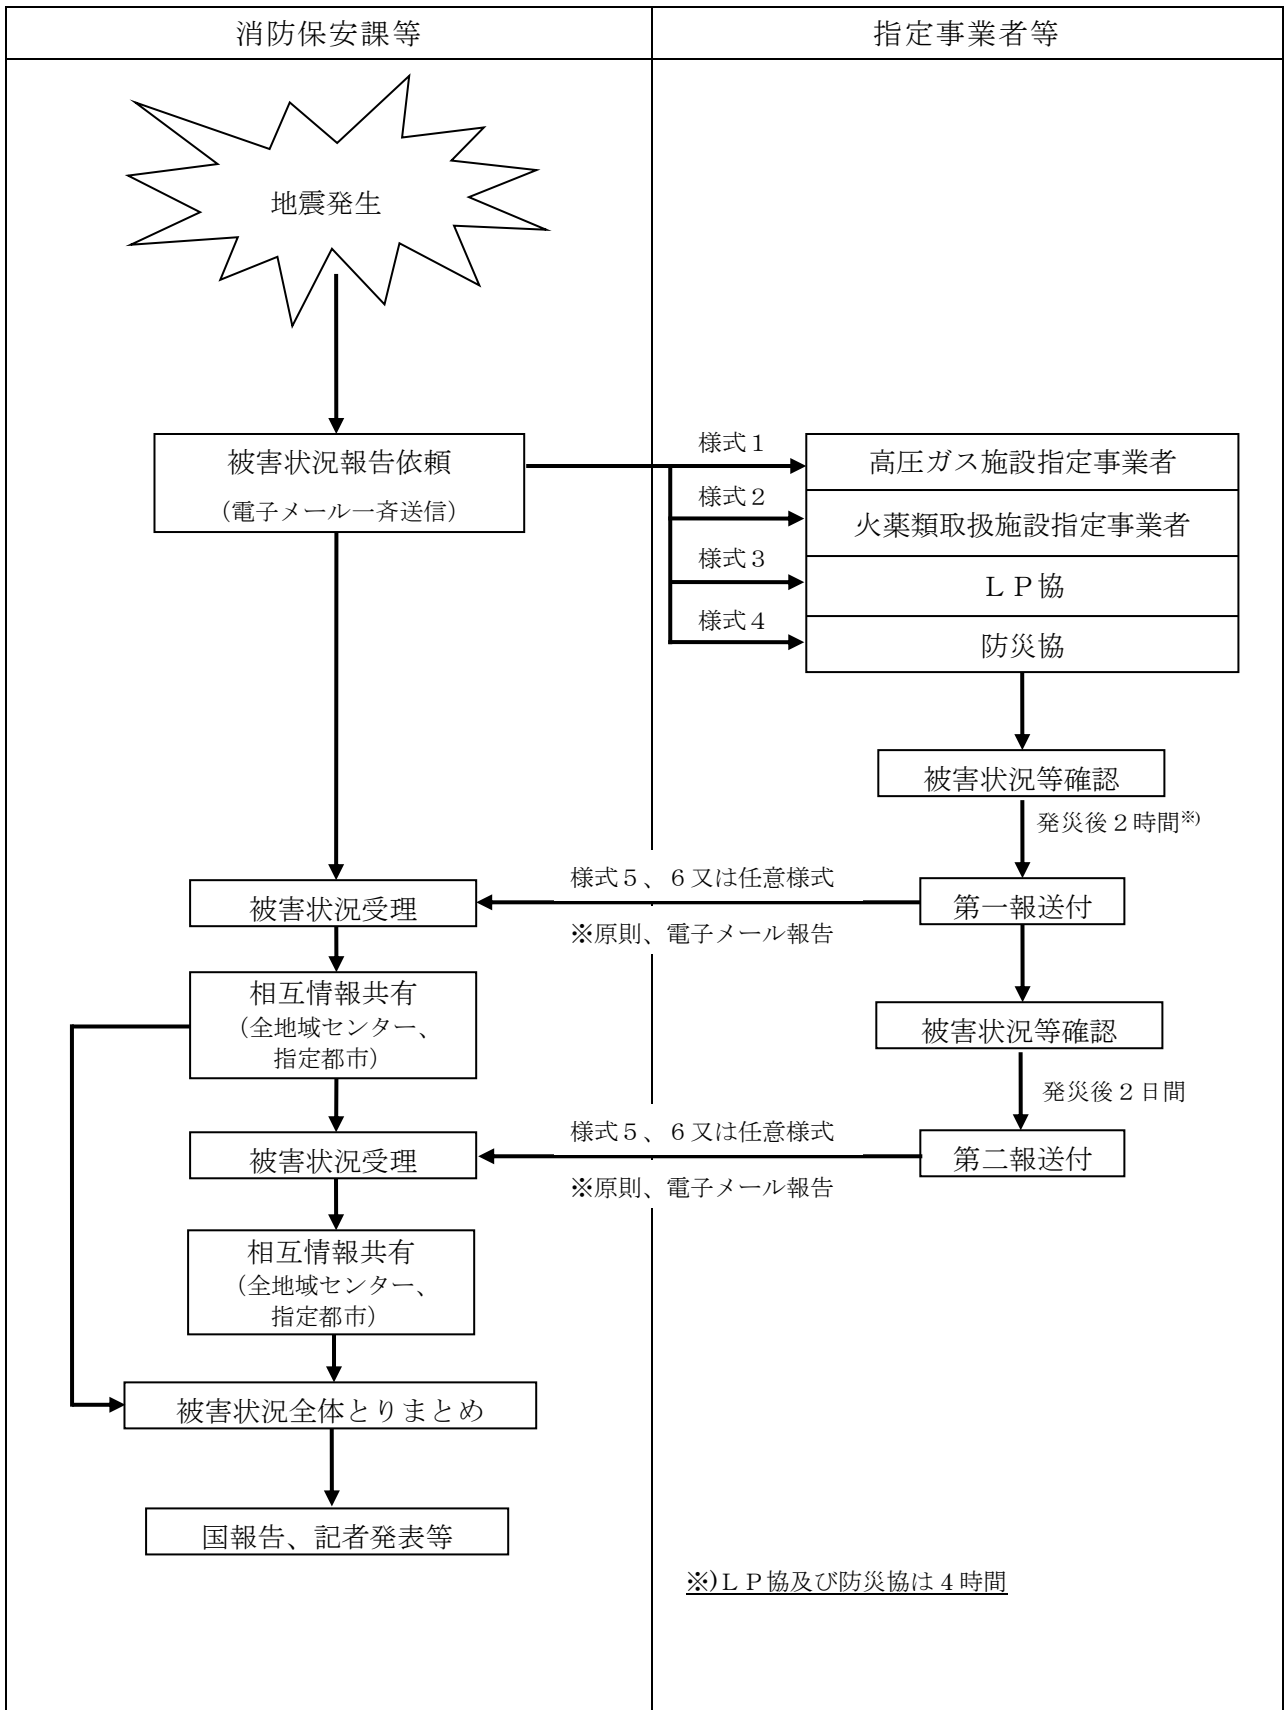 消防保安課等
指定事業者等
地震発生
被害状況報告依頼
（電子メール一斉送信）
様式１
高圧ガス施設指定事業者
様式２
火薬類取扱施設指定事業者
様式３
ＬＰ協
様式４
防災協
被害状況等確認
発災後２時間※)
様式５、６又は任意様式
被害状況受理
第一報送付
※原則、電子メール報告
相互情報共有
（全地域センター、
指定都市）
被害状況等確認
発災後２日間
様式５、６又は任意様式
被害状況受理
第二報送付
※原則、電子メール報告
相互情報共有
（全地域センター、
指定都市）
被害状況全体とりまとめ
国報告、記者発表等
※)ＬＰ協及び防災協は４時間